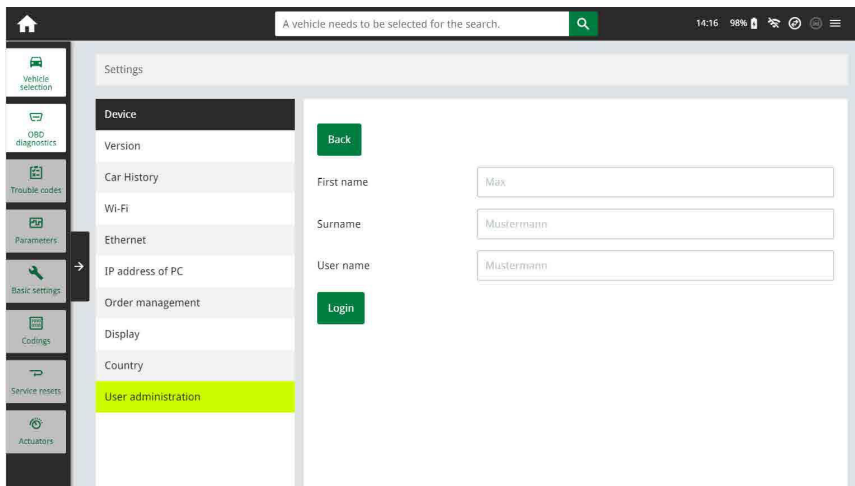 A vehicle needs to be selected for the search.
14:16 98%
Vehicle
selection
OBD
diagnostics
Trouble codes
Parameters
Basic settings
Codings
Service resets
Actuators
Settings
Device
Version
Car History
Wi-Fi
Ethernet
IP address of PC
Order management
Display
Country
User administration
Back
First name Max
Surname Mustermann
User name Mustermann
Login